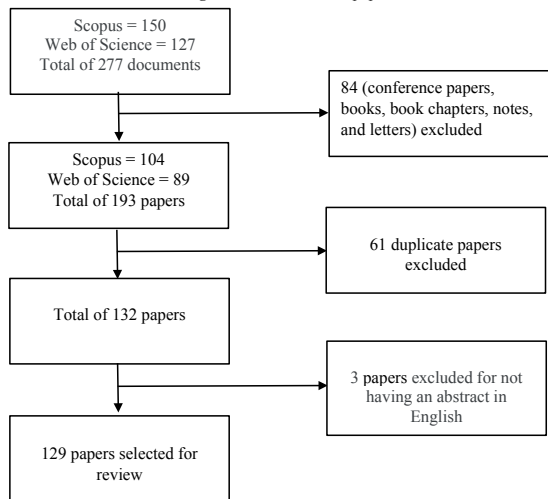 Scopus = 150
Web of Science = 127
Total of 277 documents
84 (conference papers,
books, book chapters, notes,
and letters) excluded
Scopus = 104
Web of Science = 89
Total of 193 papers
61 duplicate papers
excluded
Total of 132 papers
3 papers excluded for not
having an abstract in
English
129 papers selected for
review